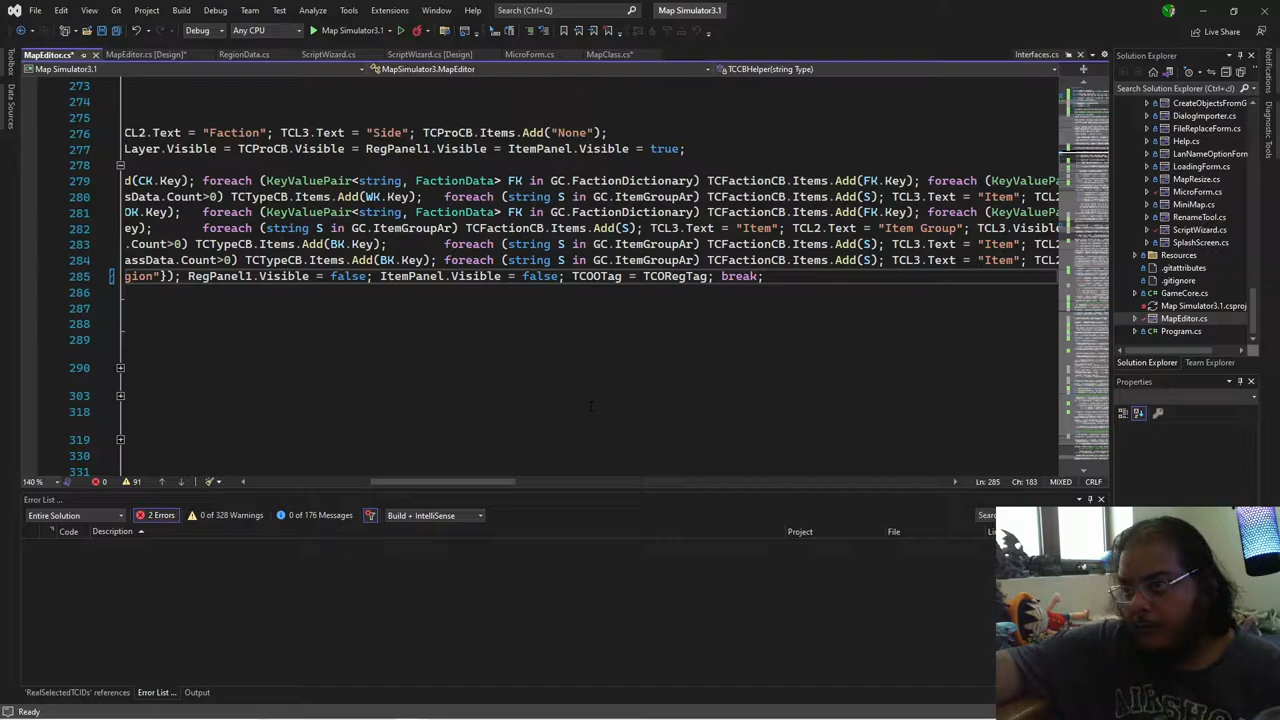 File Edit View Git Project Build Debug Team Test Analyze Tools Extensions Window Help Search (Ctrl+Q) Map Simulator3.1
Debug Any CPU Map Simulator3.1 Live Share
MapEditor.cs* MapEditor.cs [Design]* RegionData.cs ScriptWizard.cs ScriptWizard.cs [Design] MicroForm.cs MapClass.cs* Interfaces.cs Solution Explorer
Map Simulator3.1 MapSimulator3.MapEditor TCCBHelper(string Type)
Toolbox
Data Sources
Notifications
Diagnostic Tools
273
274
275
276 CL2.Text = "Faction"; TCL3.Text = "Side"; TCProCB.Items.Add("None");
277 Layer.Visible = TCProCB.Visible = RegPanel1.Visible = ItemPanel.Visible = true;
278
279 d(CK.Key); foreach (KeyValuePair<string, FactionData> FK in GC.FactionDictionary) TCFactionCB.Items.Add(FK.Key); foreach (KeyValuePa
280 assData.Count>0) TCTypeCB.Items.Add(WK.Key); foreach (string S in GC.ItemGroupAr) TCFactionCB.Items.Add(S); TCL3.Text = "Item"; TCL2
281 OK.Key); foreach (KeyValuePair<string, FactionData> FK in GC.FactionDictionary) TCFactionCB.Items.Add(FK.Key); foreach (KeyValuePa
282 ey); foreach (string S in GC.ItemGroupAr) TCFactionCB.Items.Add(S); TCL3.Text = "Item"; TCL2.Text = "Item Group"; TCL3.Visib
283 .Count>0) TCTypeCB.Items.Add(BK.Key); foreach (string S in GC.ItemGroupAr) TCFactionCB.Items.Add(S); TCL3.Text = "Item"; TC
284 assData.Count>0) TCTypeCB.Items.Add(BK.Key); foreach (string S in GC.ItemGroupAr) TCFactionCB.Items.Add(S); TCL3.Text = "Item"; TCL2
285 gion"}); RegPanel1.Visible = false; ItemPanel.Visible = false; TCOOTag = TCORegTag; break;
286
287
288
289
290
303
318
319
330
331
140 % 0 91 Ln: 285 Ch: 183 MIXED CRLF
Search Solution Explorer (Ctrl+
CreateObjectsFromG
DialogImporter.cs
FileReplaceForm.cs
Help.cs
LanNameOptionForm
LoadingForm.cs
MapResize.cs
MicroForm.cs
MiniMap.cs
RenameTool.cs
ScriptWizard.cs
SplashScreen.cs
Resources
.gitattributes
.gitignore
GameCore.cs
Map Simulator3.1.csproj
MapEditor.cs
Program.cs
Solution Explorer Team Explorer
Properties
Error List ...
Entire Solution 2 Errors 0 of 328 Warnings 0 of 176 Messages Build + IntelliSense
Code Description Project File
'RealSelectedTCIDs' references Error List ... Output
Ready